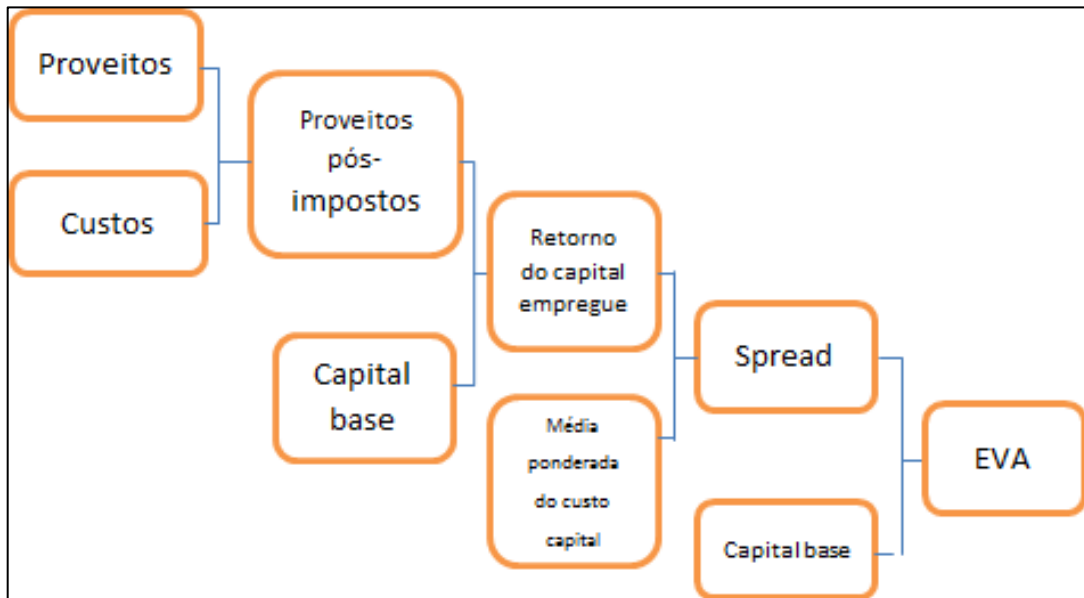 Proveitos
Custos
Proveitos
pós-
impostos
Capital
base
Retorno
do capital
empregue
Média
ponderada
do custo
capital
Spread
Capital base
EVA